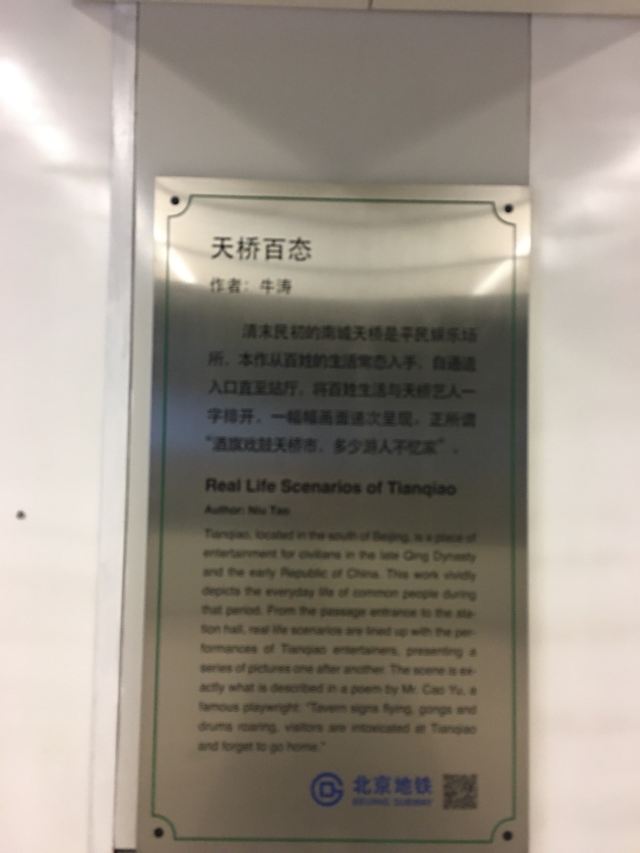 天桥百态
作者：牛涛
清末民初的南城天桥是平民娱乐场
所，本作从百姓的生活常态入手，自通道
入口直至站厅，将百姓生活与天桥艺人一
字排开，一幅幅画面递次呈现，正所谓
“酒旗戏鼓天桥市，多少游人不忆家”。
Real Life Scenarios of Tianqiao
Author: Niu Tao
Tianqiao, located in the south of Beijing, is a place of
entertainment for civilians in the late Qing Dynasty
and the early Republic of China. This work vividly
depicts the everyday life of common people during
that period. From the passage entrance to the sta-
tion hall, real life scenarios are lined up with the per-
formances of Tianqiao entertainers, presenting a
series of pictures one after another. The scene is ex-
actly what is described in a poem by Mr. Cao Yu, a
famous playwright: "Tavern signs flying, gongs and
drums roaring, visitors are intoxicated at Tianqiao
and forget to go home."
北京地铁
BEIJING SUBWAY